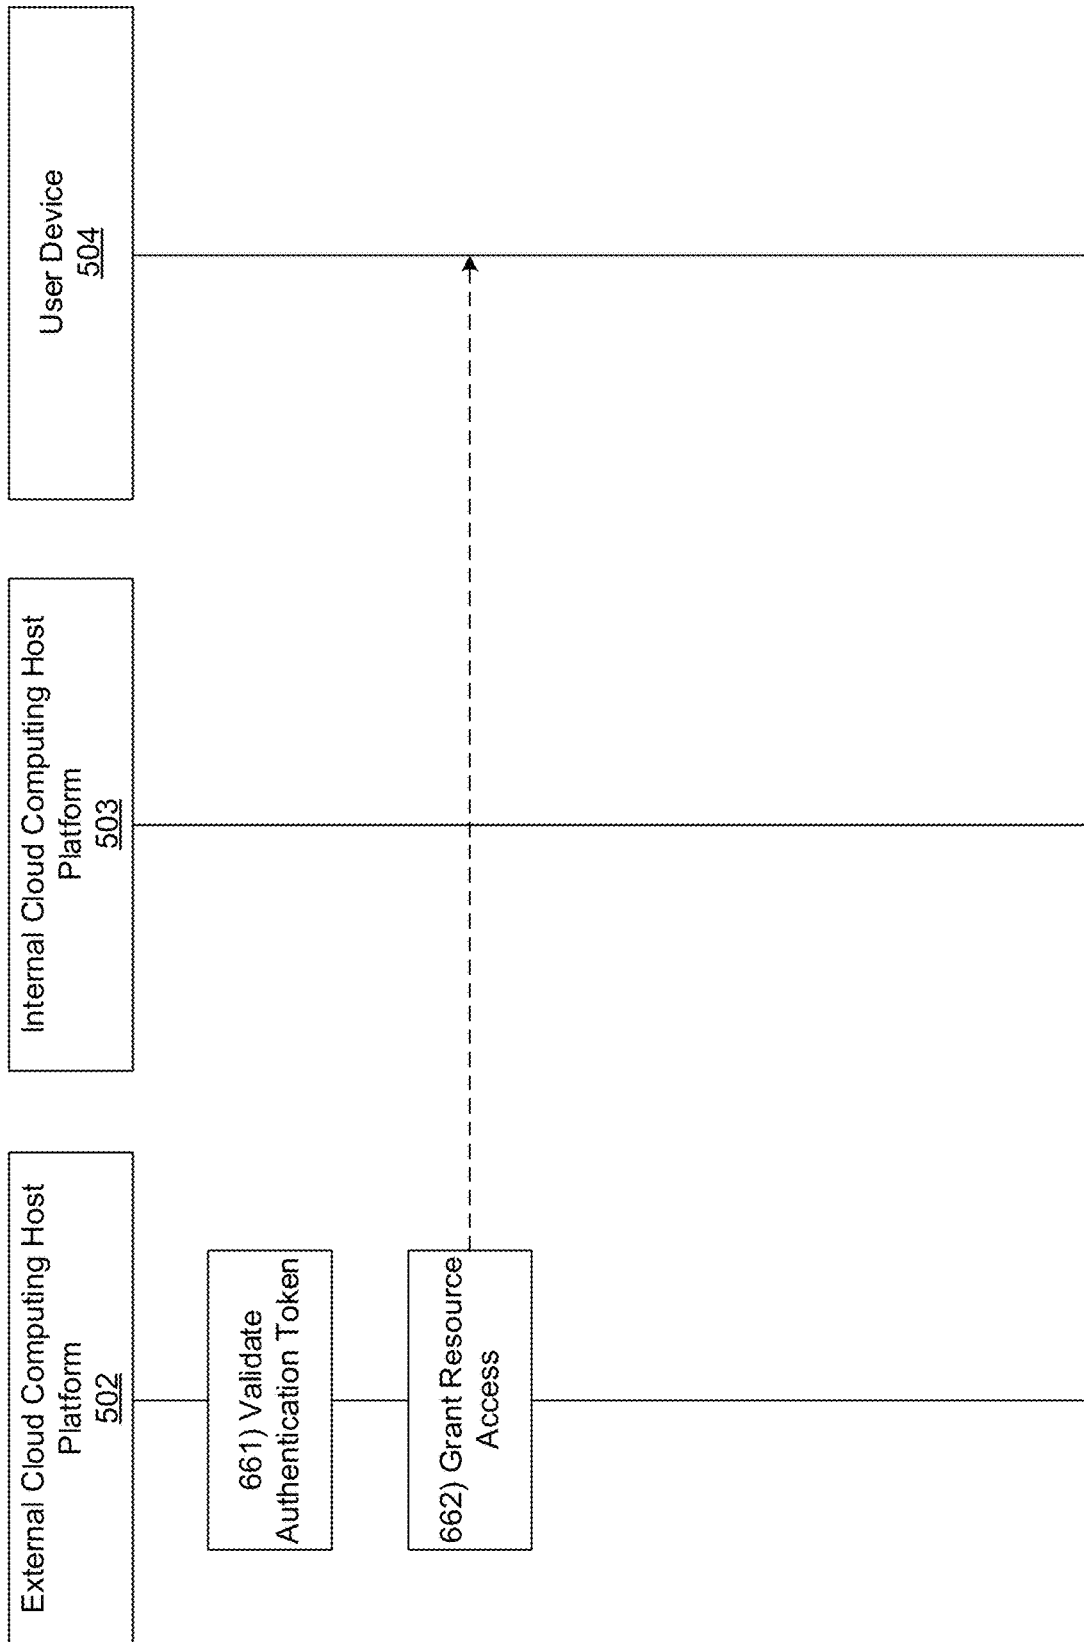 External Cloud Computing Host
Platform
502
Internal Cloud Computing Host
Platform
503
User Device
504
661) Validate
Authentication Token
662) Grant Resource
Access